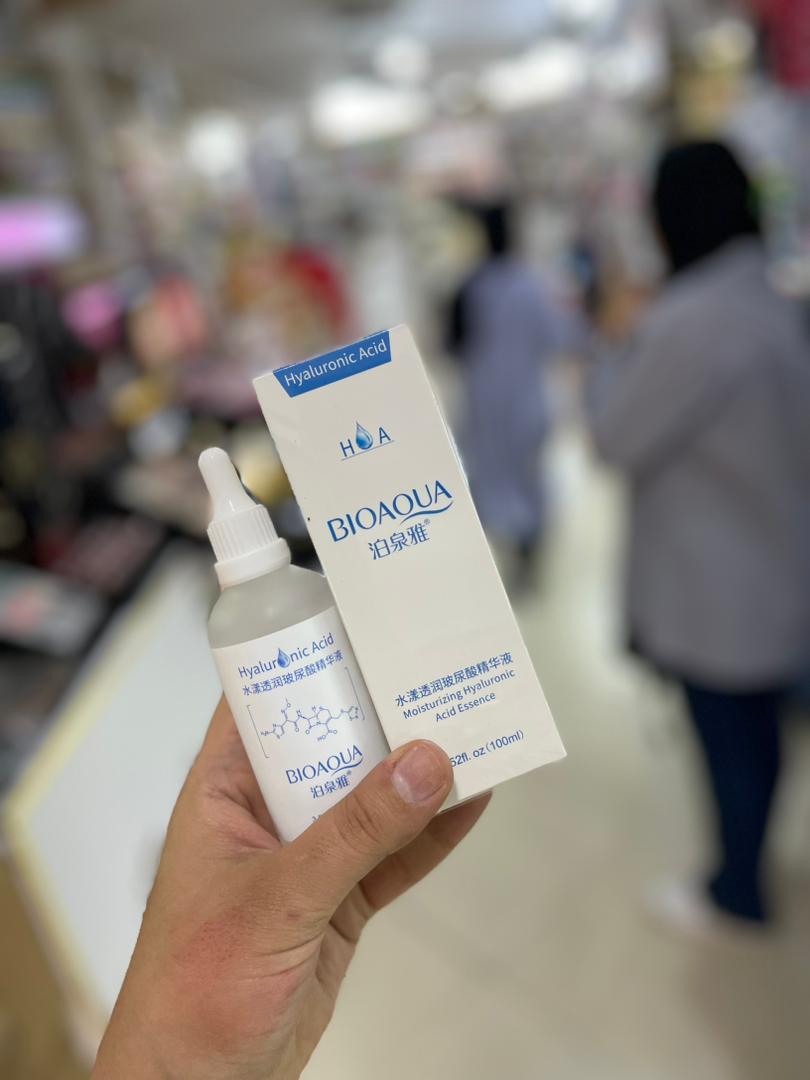 Hyaluronic Acid
H A
BIOAQUA
泊泉雅®
水漾透润玻尿酸精华液
Moisturizing Hyaluronic
Acid Essence
52fl. oz (100ml)
Hyaluronic Acid
水漾透润玻尿酸精华液
BIOAQUA
泊泉雅®